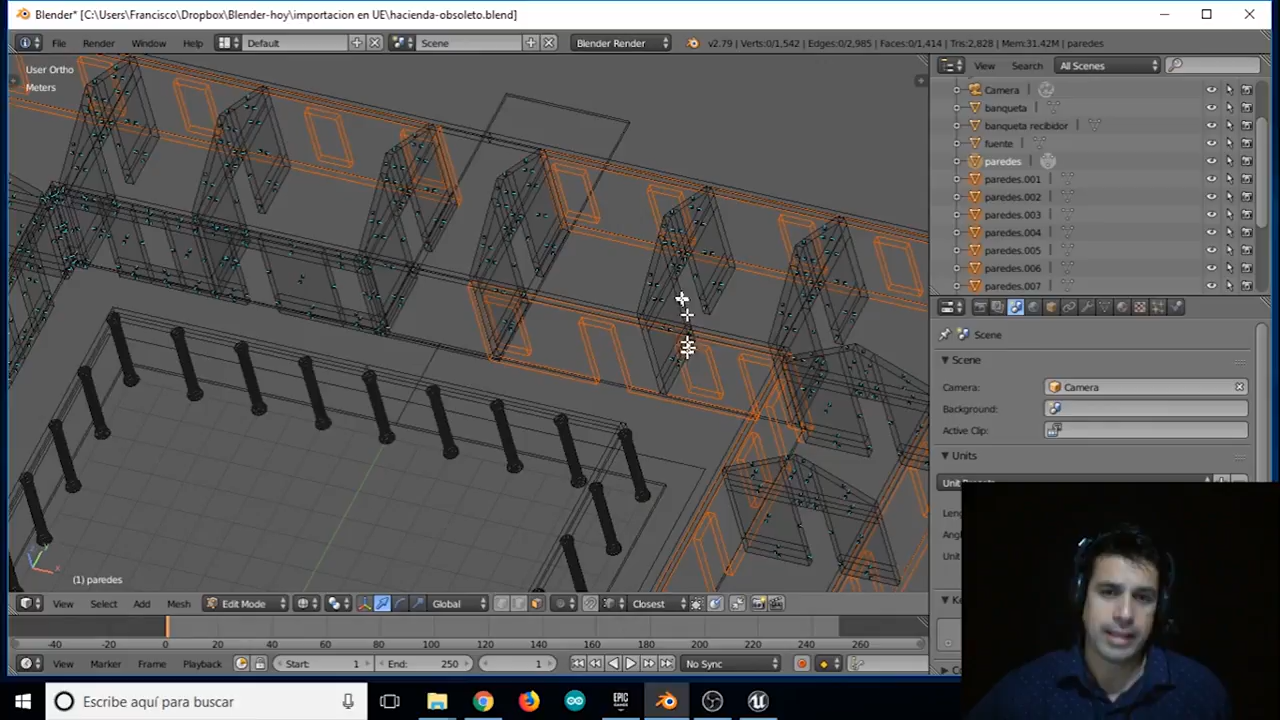 Blender* [C:\Users\Francisco\Dropbox\Blender-hoy\importacion en UE\hacienda-obsoleto.blend]
File Render Window Help Default Scene Blender Render v2.79 | Verts:0/1,542 | Edges:0/2,985 | Faces:0/1,414 | Tris:2,828 | Mem:31.42M | paredes
User Ortho
Meters
View Search All Scenes
Camera
banqueta
banqueta recibidor
fuente
paredes
paredes.001
paredes.002
paredes.003
paredes.004
paredes.005
paredes.006
paredes.007
Scene
Scene
Camera: Camera
Background:
Active Clip:
Units
(1) paredes
View Select Add Mesh Edit Mode Global Closest
-40 -20 0 20 40 60 80 100 120 140 160 180 200 220 240 260
View Marker Frame Playback Start: 1 End: 250 1 No Sync
Escribe aquí para buscar
EPIC GAMES